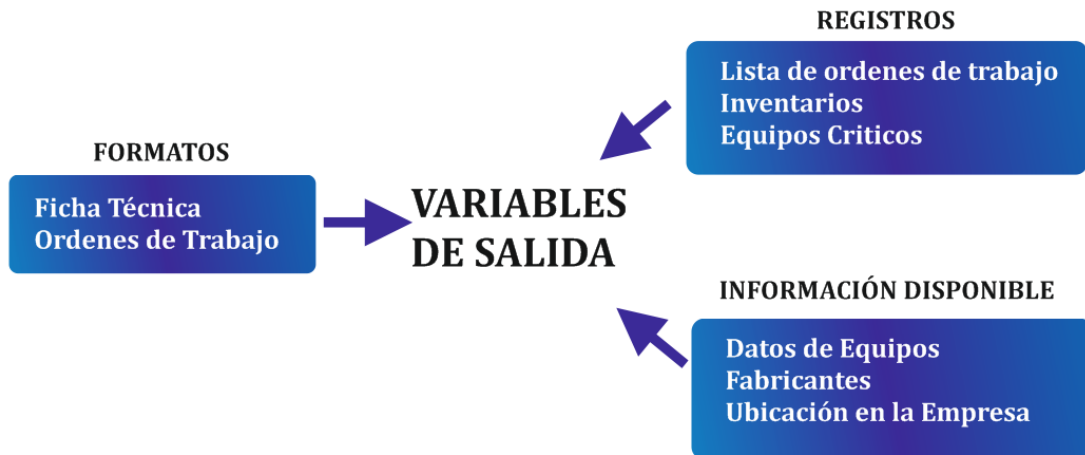 REGISTROS
Lista de ordenes de trabajo
Inventarios
Equipos Criticos
FORMATOS
Ficha Técnica
Ordenes de Trabajo
VARIABLES
DE SALIDA
INFORMACIÓN DISPONIBLE
Datos de Equipos
Fabricantes
Ubicación en la Empresa